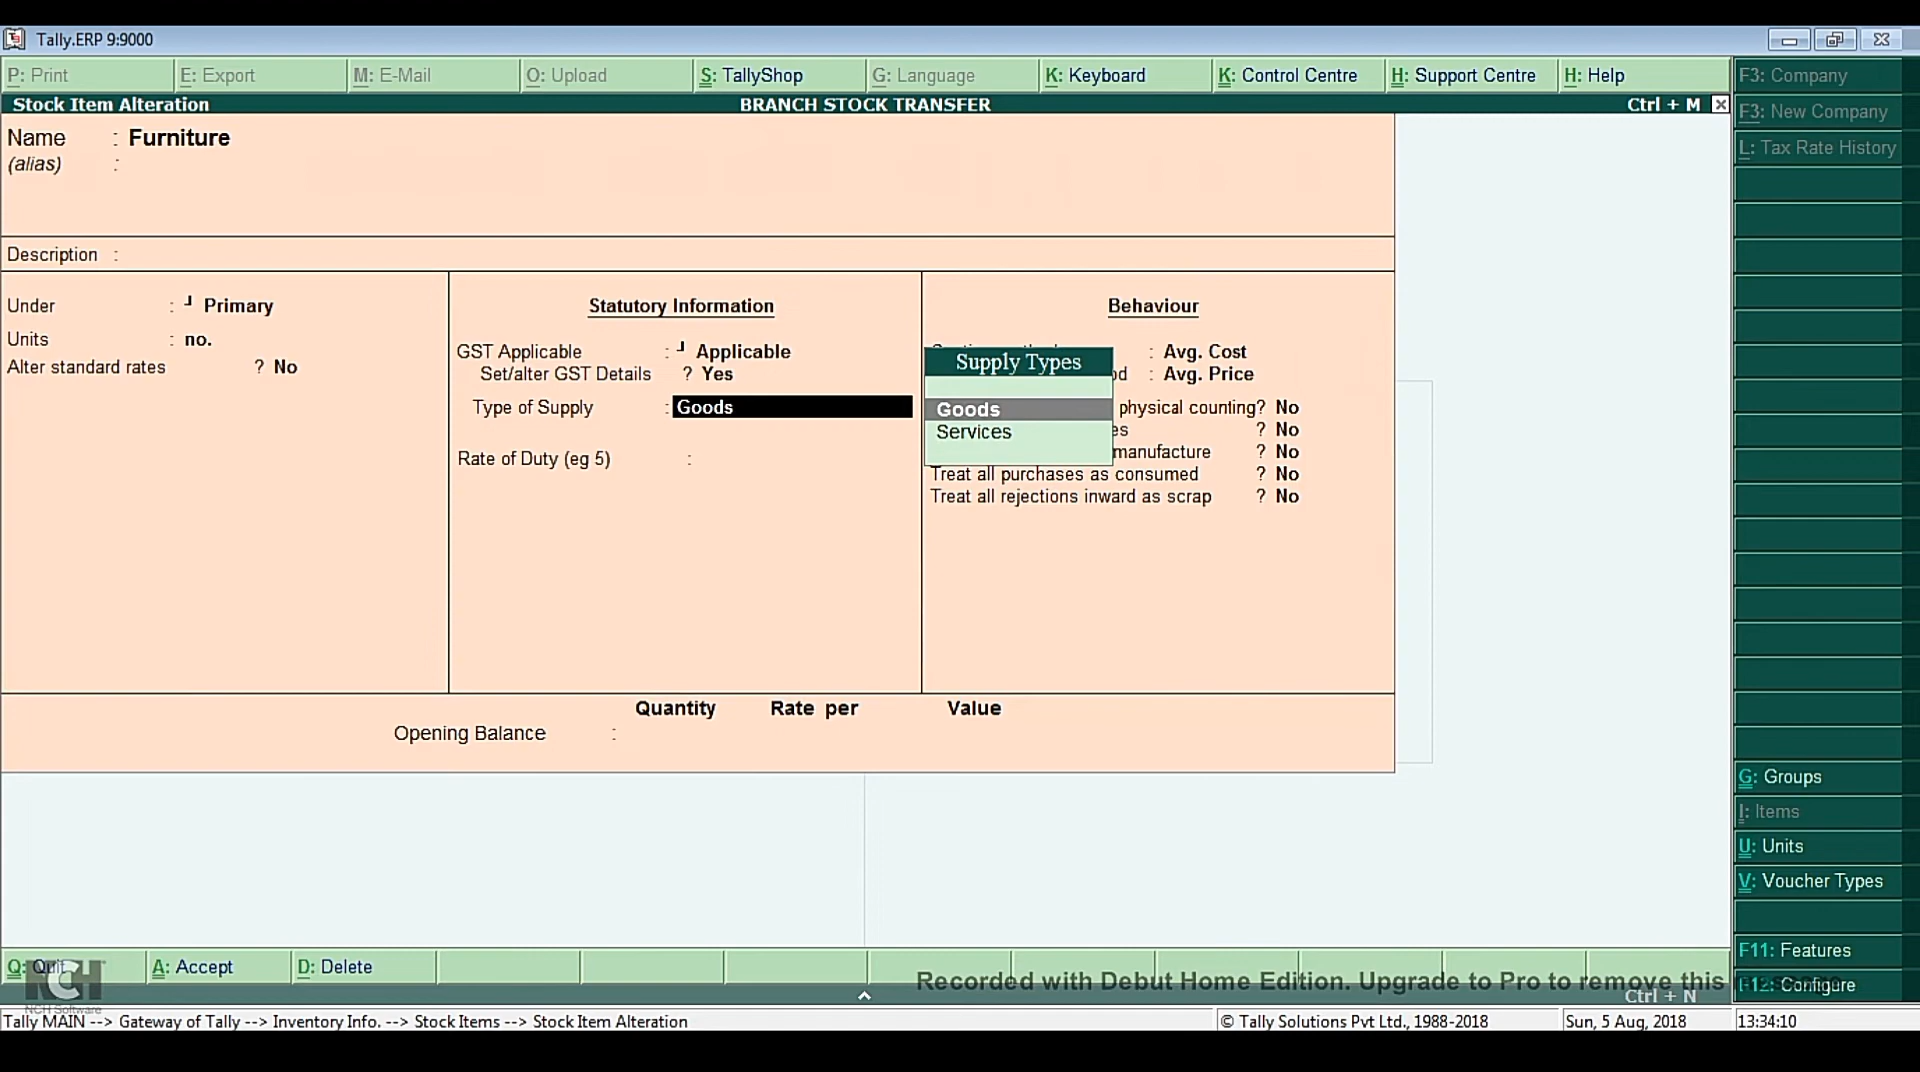 Tally.ERP 9:9000
P: Print E: Export M: E-Mail O: Upload S: TallyShop G: Language K: Keyboard K: Control Centre H: Support Centre H: Help
F3: Company
Stock Item Alteration BRANCH STOCK TRANSFER Ctrl + M
F3: New Company
L: Tax Rate History
Name : Furniture
(alias) :
Description :
Under : Primary
Units : no.
Alter standard rates ? No
Statutory Information
GST Applicable : Applicable
Set/alter GST Details ? Yes
Type of Supply : Goods
Rate of Duty (eg 5) :
Behaviour
: Avg. Cost
: Avg. Price
physical counting? No
? No
manufacture ? No
Treat all purchases as consumed ? No
Treat all rejections inward as scrap ? No
Supply Types
Goods
Services
Quantity Rate per Value
Opening Balance :
G: Groups
I: Items
U: Units
V: Voucher Types
F11: Features
F12: Configure
Q: Quit A: Accept D: Delete
NCH
NCH Software
Recorded with Debut Home Edition. Upgrade to Pro to remove this message
Ctrl + N
Tally MAIN --> Gateway of Tally --> Inventory Info. --> Stock Items --> Stock Item Alteration © Tally Solutions Pvt Ltd., 1988-2018 Sun, 5 Aug, 2018 13:34:10